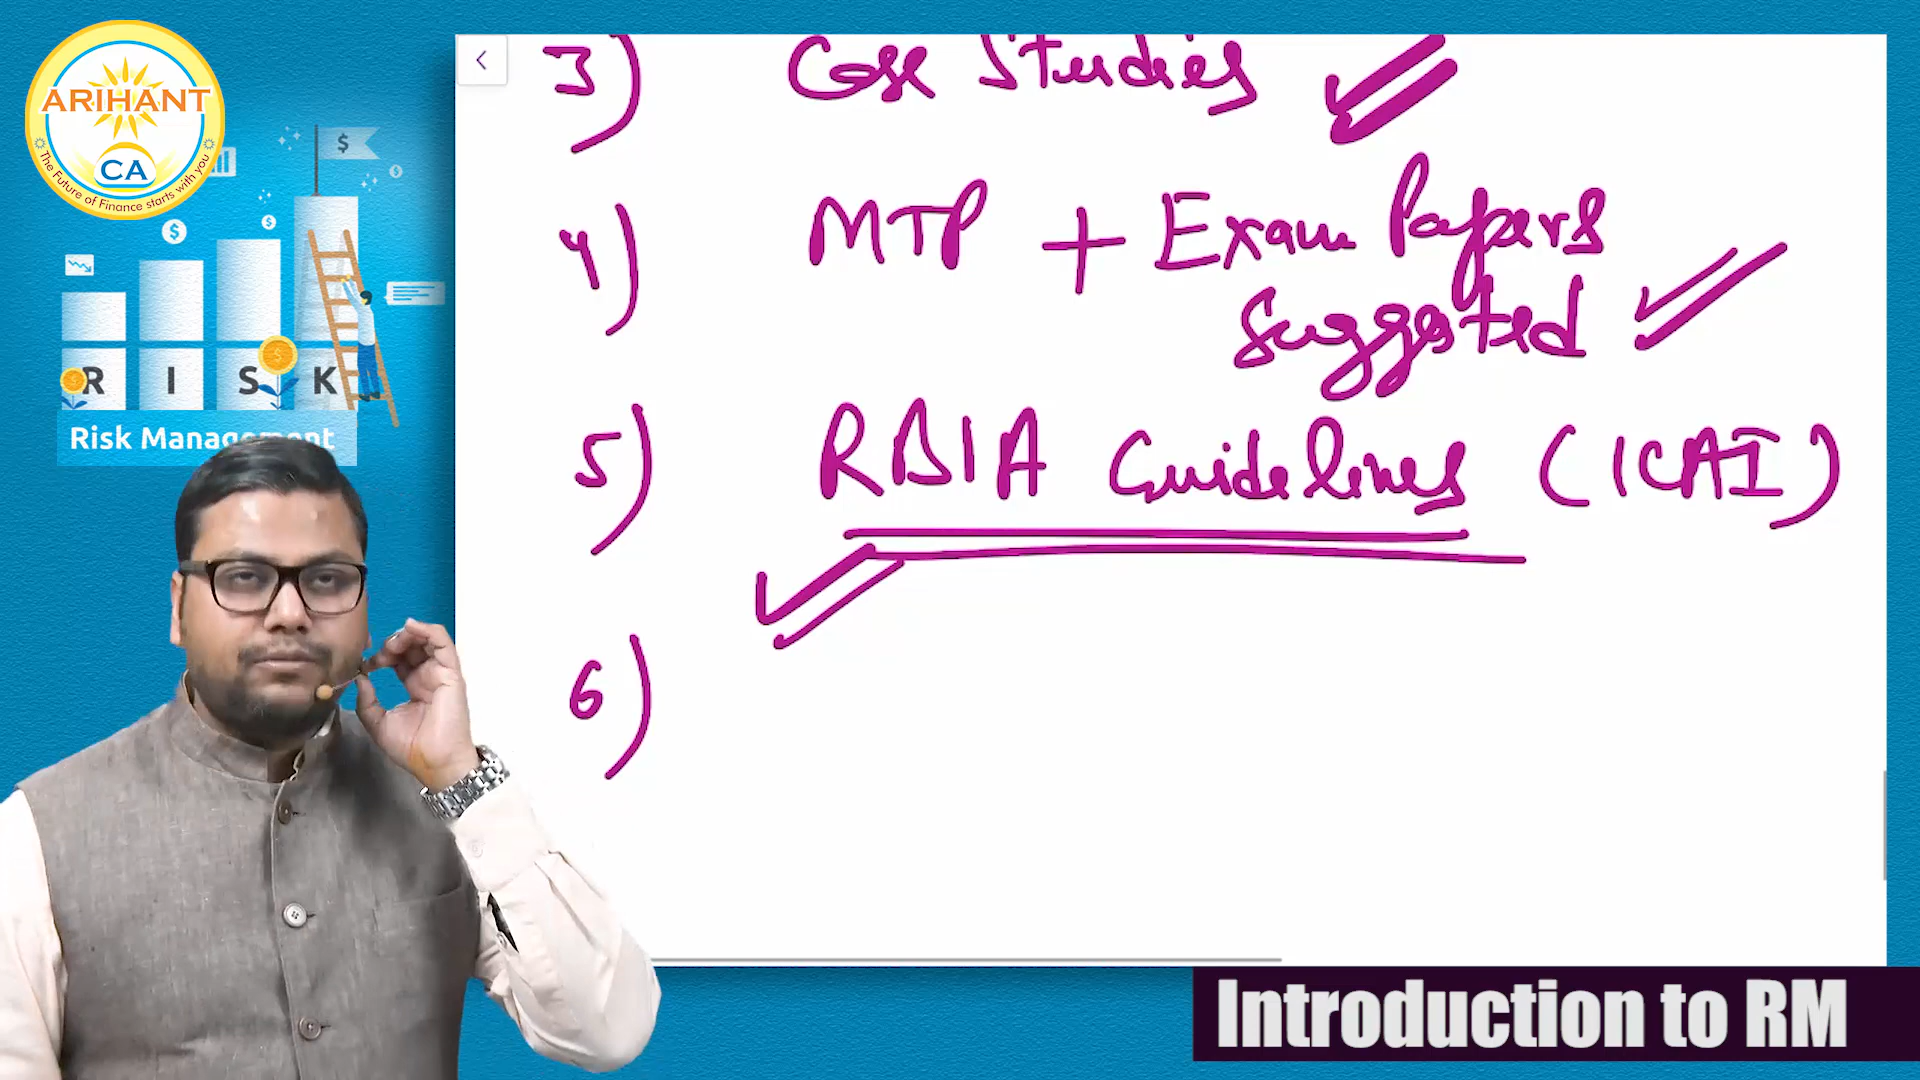 ARIHANT
CA
The Future of Finance starts with you
$
$
$
R I S K
Risk Management
3) Case Studies
4) MTP + Exam Papers
Suggested
5) RBIA Guidelines (ICAI)
6)
Introduction to RM